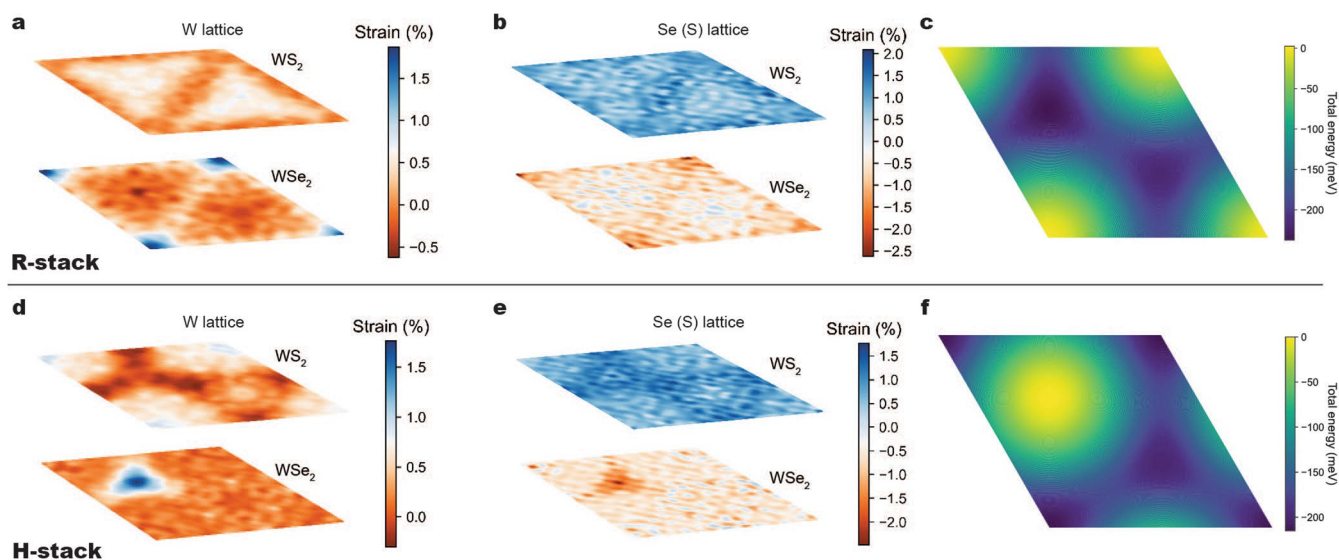 a
W lattice
Strain (%)
WS2
1.5
1.0
0.5
0.0
−0.5
WSe2
b
Se (S) lattice
Strain (%)
WS2
2.0
1.5
1.0
0.5
0.0
−0.5
−1.0
−1.5
−2.0
−2.5
WSe2
c
0
−50
−100
−150
−200
Total energy (meV)
R-stack
d
W lattice
Strain (%)
WS2
1.5
1.0
0.5
0.0
WSe2
e
Se (S) lattice
Strain (%)
WS2
1.5
1.0
0.5
0.0
−0.5
−1.0
−1.5
−2.0
WSe2
f
0
−50
−100
−150
−200
Total energy (meV)
H-stack